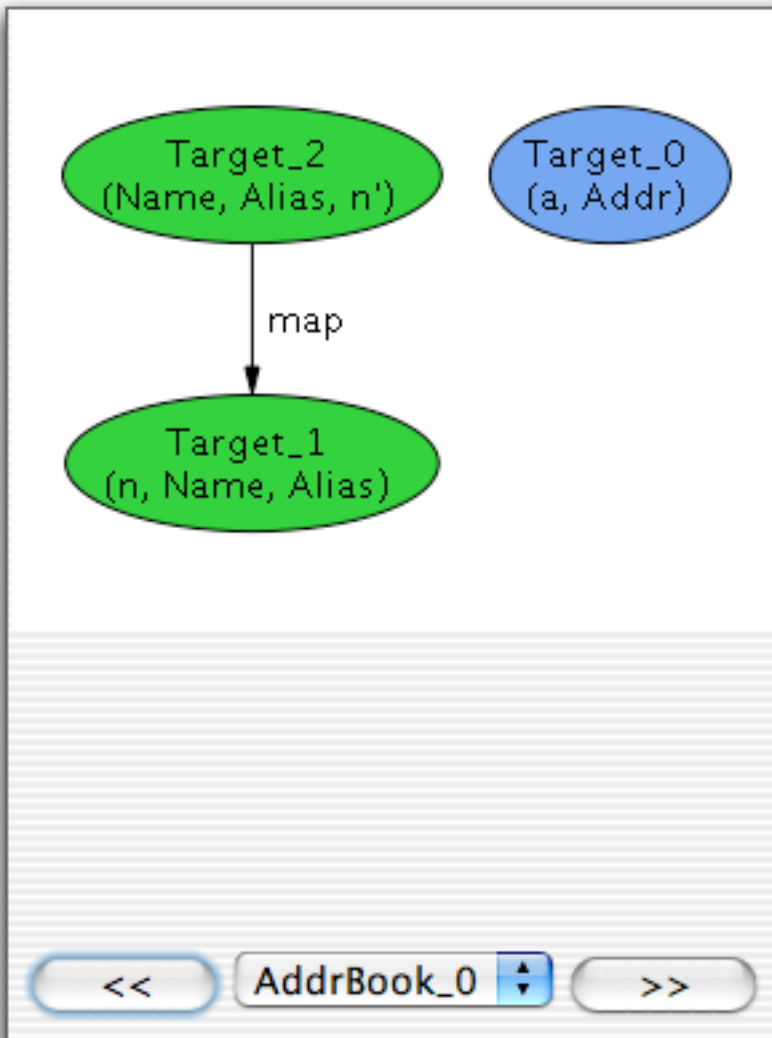 Target_2
(Name, Alias, n')
Target_0
(a, Addr)
map
Target_1
(n, Name, Alias)
<<
AddrBook_0
>>